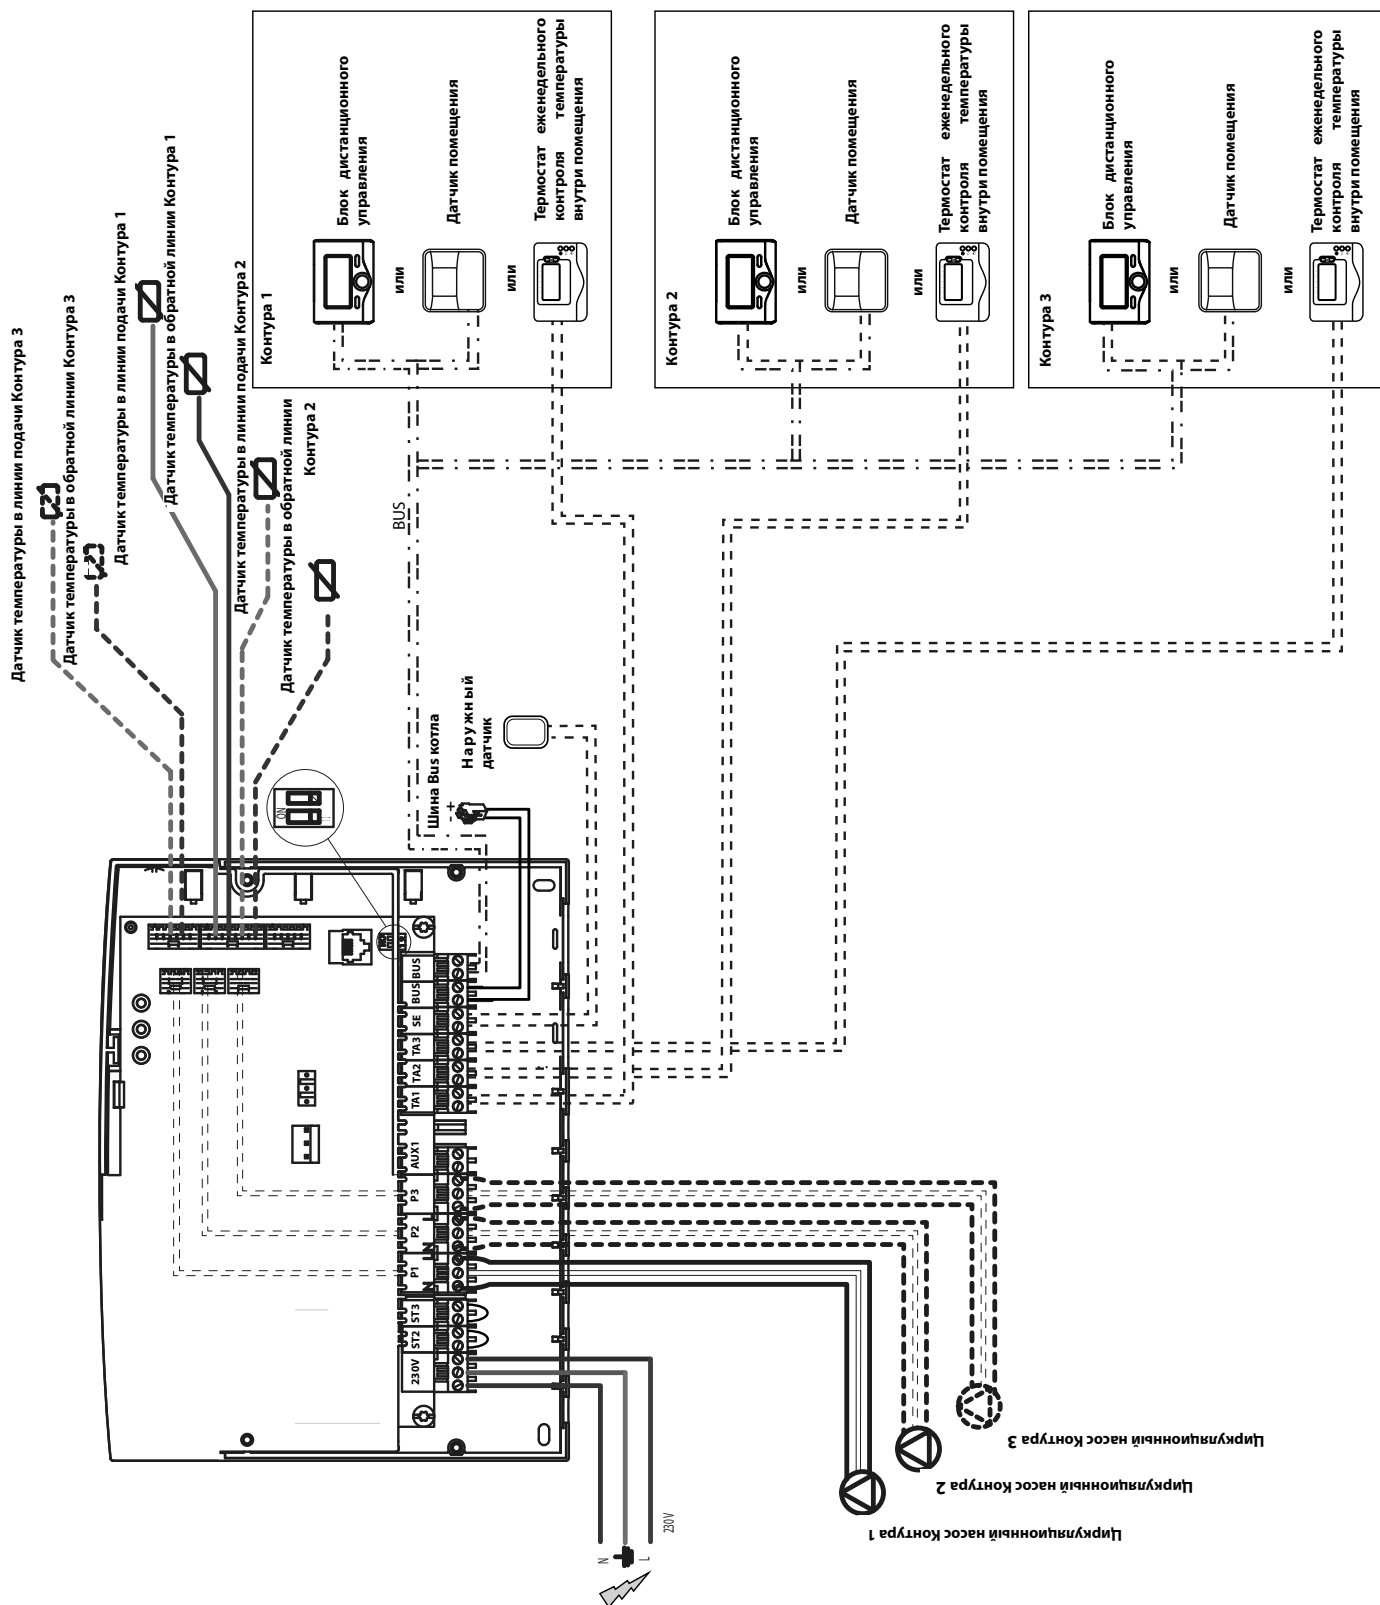 Датчик температуры в линии подачи Контура 3
Датчик температуры в обратной линии Контура 3
Датчик температуры в линии подачи Контура 1
Датчик температуры в обратной линии Контура 1
Датчик температуры в линии подачи Контура 2
Датчик температуры в обратной линии
Контура 2
Контура 1
Блок дистанционного
управления
или
Датчик помещения
или
Термостат еженедельного
контроля температуры
внутри помещения
Контура 2
Блок дистанционного
управления
или
Датчик помещения
или
Термостат еженедельного
контроля температуры
внутри помещения
Контура 3
Блок дистанционного
управления
или
Датчик помещения
или
Термостат еженедельного
контроля температуры
внутри помещения
BUS
Шина Bus котла
- +
Наружный
датчик
ON
BUS
BUS
SE
TA3
TA2
TA1
AUX1
P3
P2
P1
ST3
ST2
230V
N
L
N
L
N
L
230V
Циркуляционный насос Контура 1
Циркуляционный насос Контура 2
Циркуляционный насос Контура 3